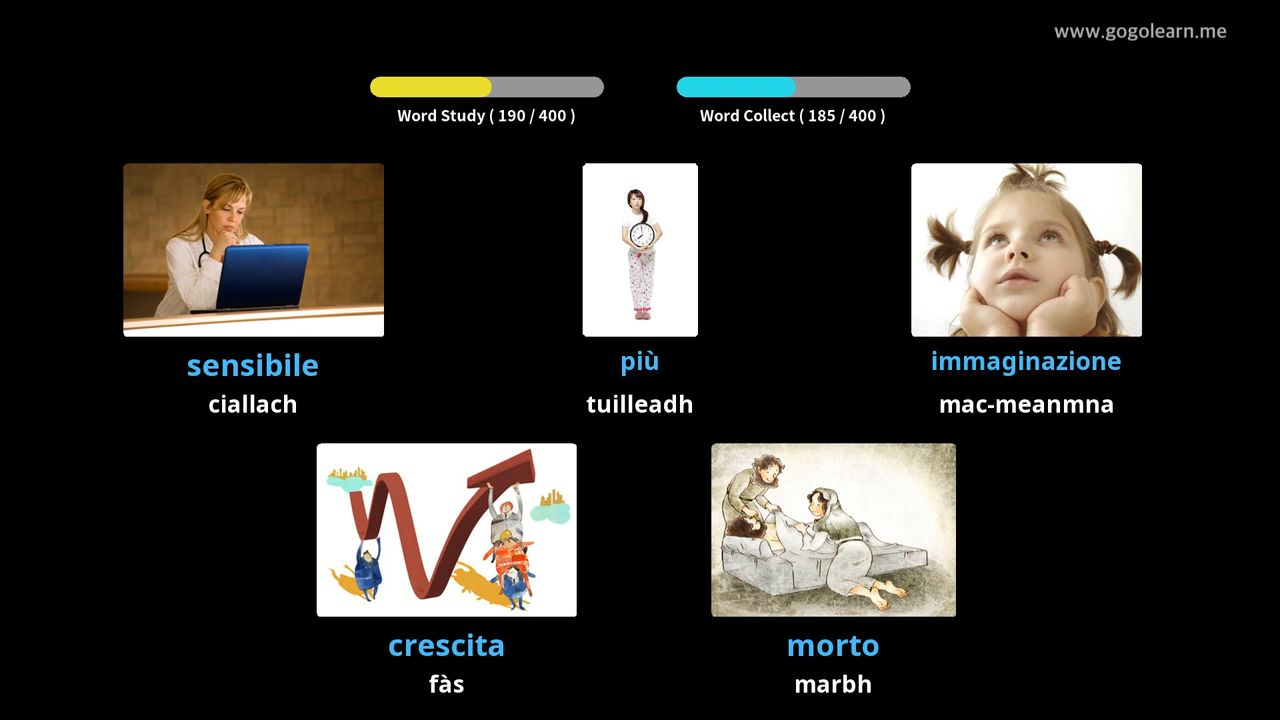 www.gogolearn.me
Word Study ( 190 / 400 )
Word Collect ( 185 / 400 )
sensibile
ciallach
più
tuilleadh
immaginazione
mac-meanmna
crescita
fàs
morto
marbh